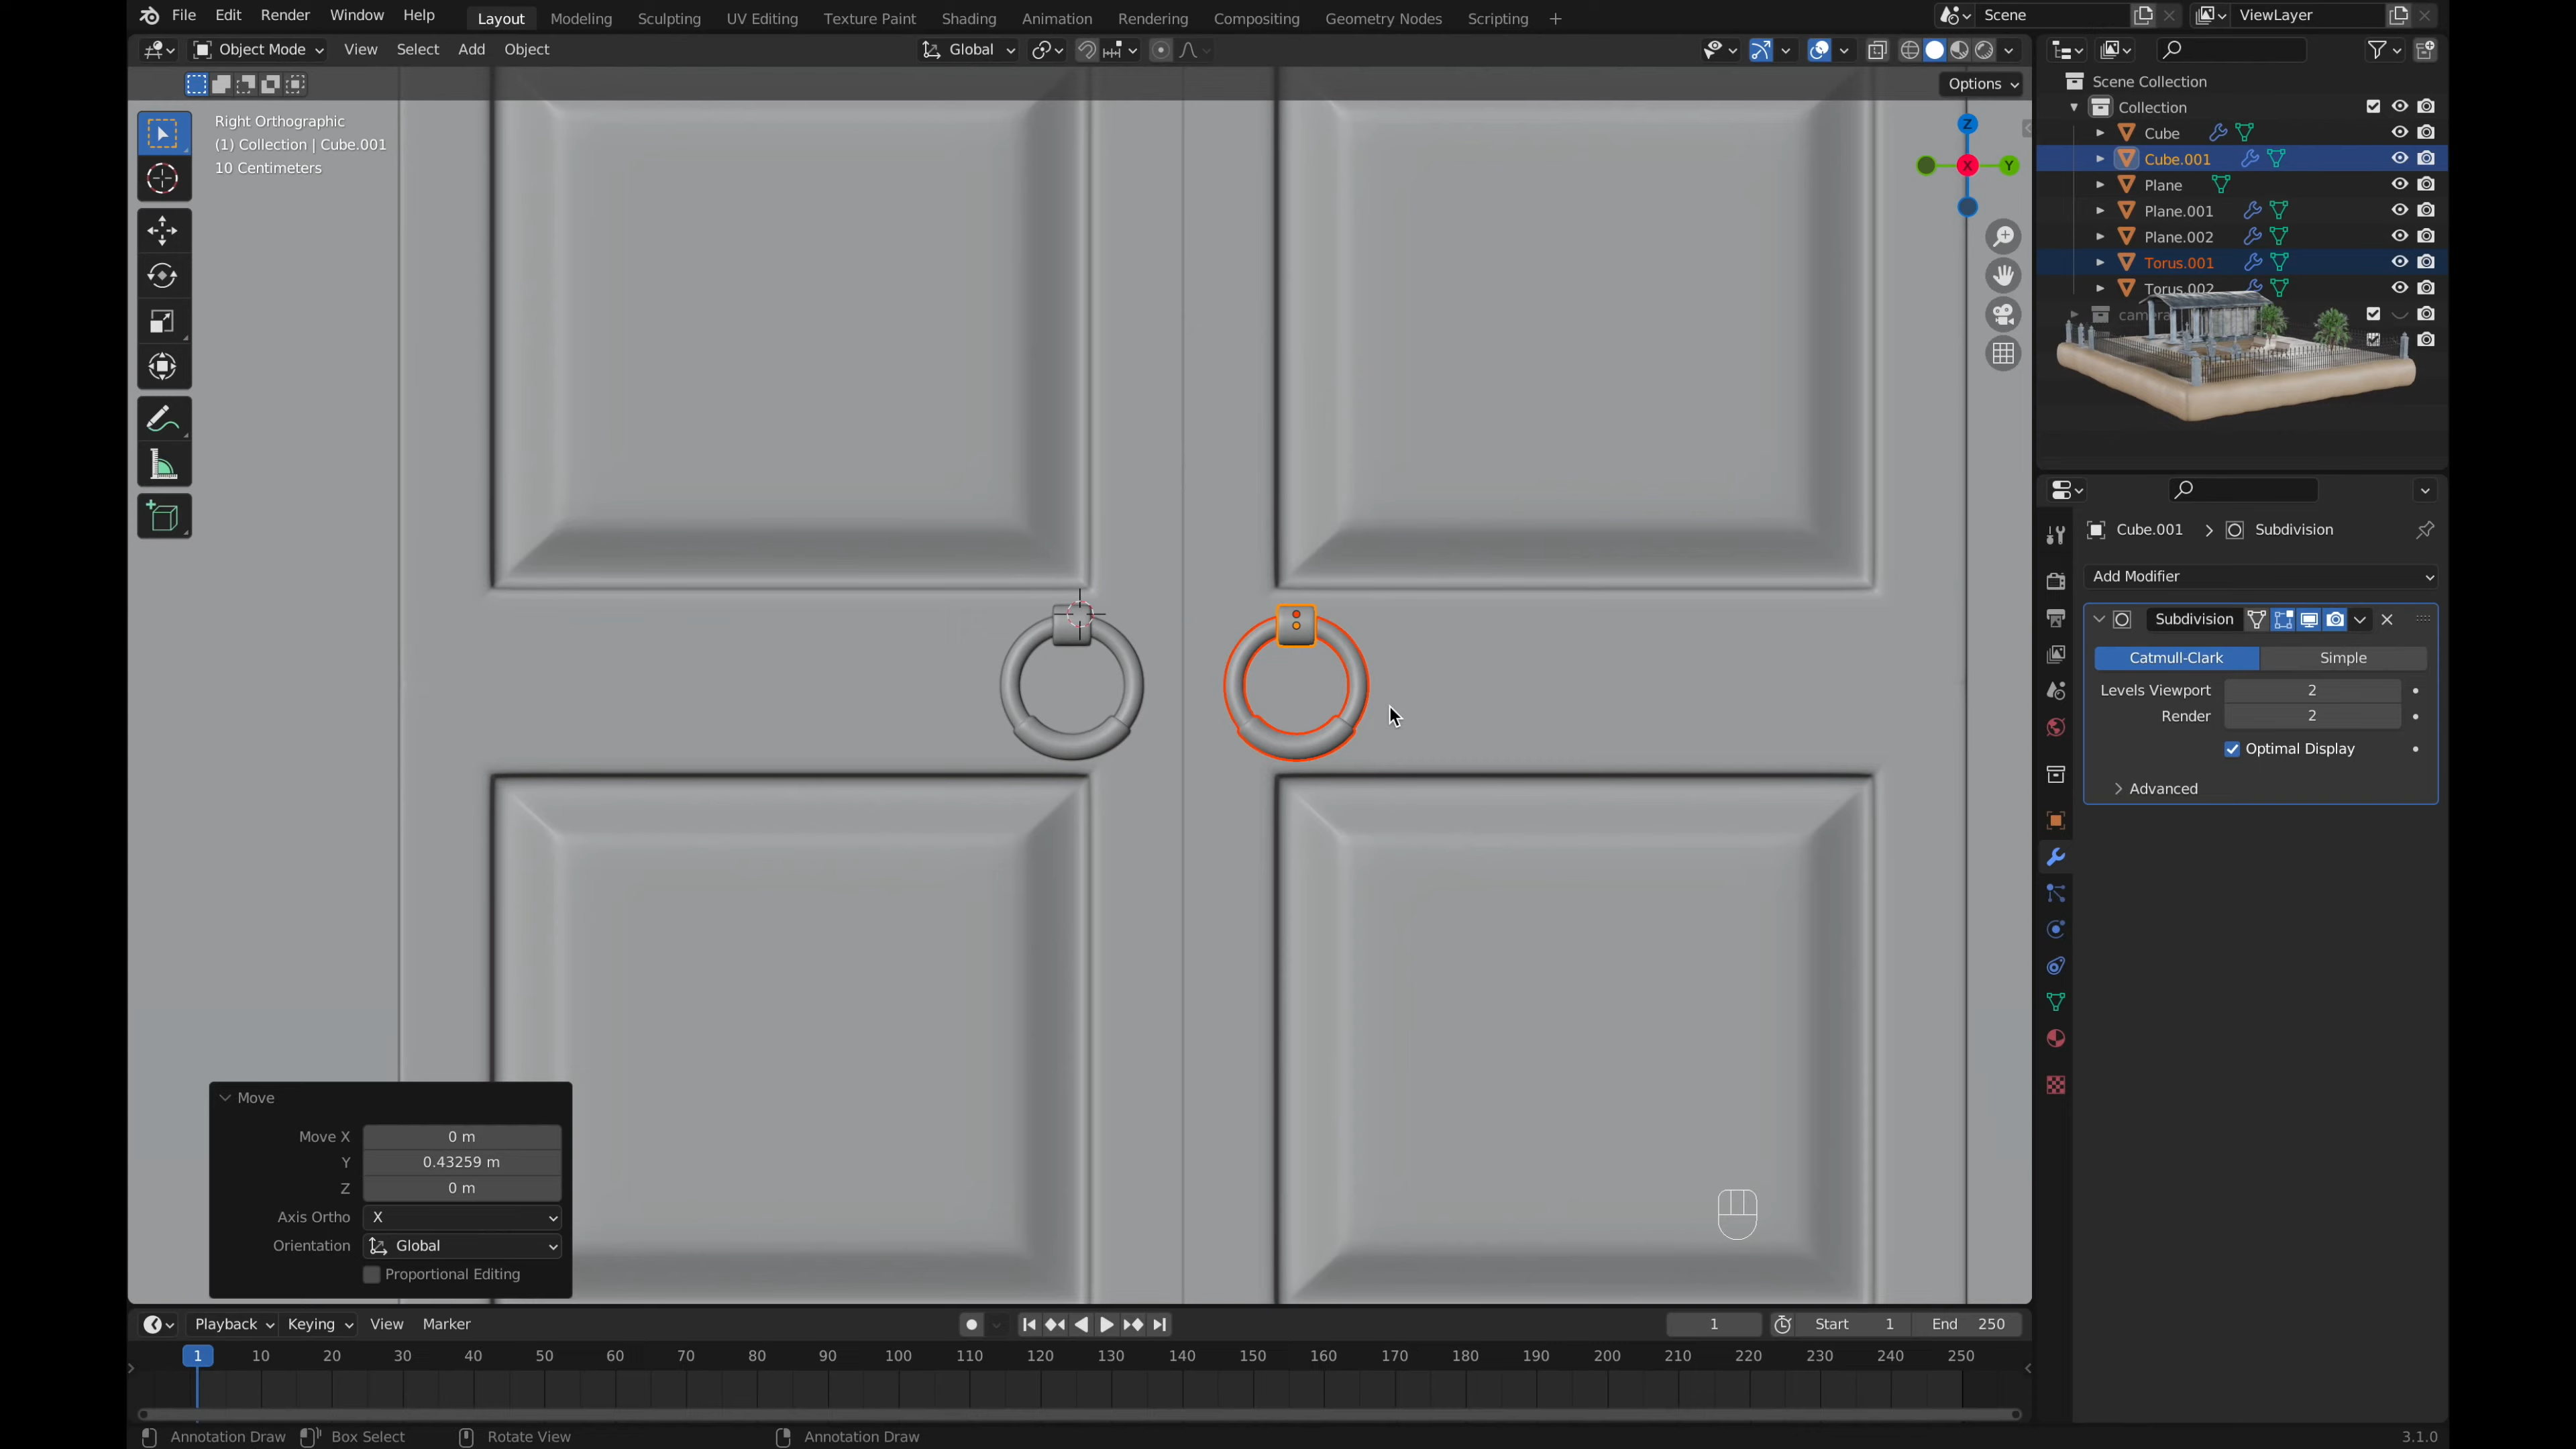 File Edit Render Window Help Layout Modeling Sculpting UV Editing Texture Paint Shading Animation Rendering Compositing Geometry Nodes Scripting + Scene ViewLayer
Object Mode View Select Add Object Global
Options
Right Orthographic
(1) Collection | Cube.001
10 Centimeters
Z
X
Y
Scene Collection
Collection
Cube
Cube.001
Plane
Plane.001
Plane.002
Torus.001
Torus.002
camera
Cube.001 > Subdivision
Add Modifier
Subdivision
Catmull-Clark Simple
Levels Viewport 2
Render 2
Optimal Display
Advanced
Move
Move X 0 m
Y 0.43259 m
Z 0 m
Axis Ortho X
Orientation Global
Proportional Editing
Playback Keying View Marker 1 Start 1 End 250
1 10 20 30 40 50 60 70 80 90 100 110 120 130 140 150 160 170 180 190 200 210 220 230 240 250
Annotation Draw Box Select Rotate View Annotation Draw 3.1.0